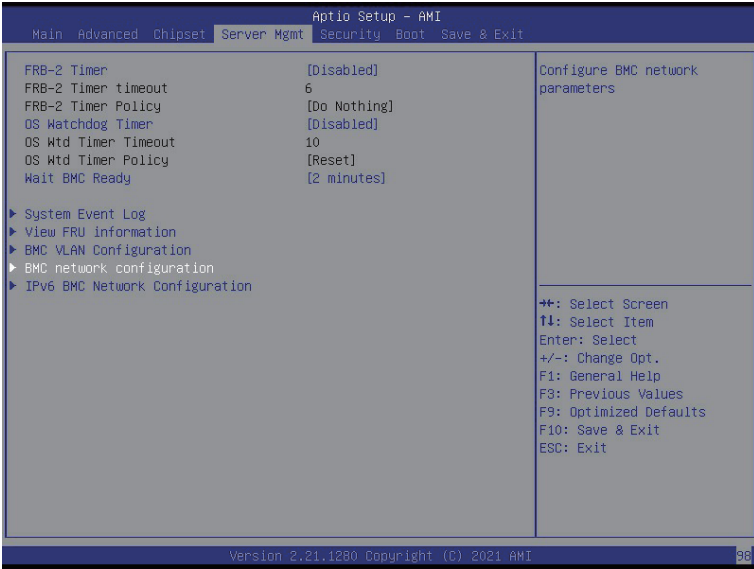 Aptio Setup – AMI
Main Advanced Chipset Server Mgmt Security Boot Save & Exit
FRB-2 Timer [Disabled]
FRB-2 Timer timeout 6
FRB-2 Timer Policy [Do Nothing]
OS Watchdog Timer [Disabled]
OS Wtd Timer Timeout 10
OS Wtd Timer Policy [Reset]
Wait BMC Ready [2 minutes]
▶ System Event Log
▶ View FRU information
▶ BMC VLAN Configuration
▶ BMC network configuration
▶ IPv6 BMC Network Configuration
Configure BMC network
parameters
→←: Select Screen
↑↓: Select Item
Enter: Select
+/-: Change Opt.
F1: General Help
F3: Previous Values
F9: Optimized Defaults
F10: Save & Exit
ESC: Exit
Version 2.21.1280 Copyright (C) 2021 AMI
98